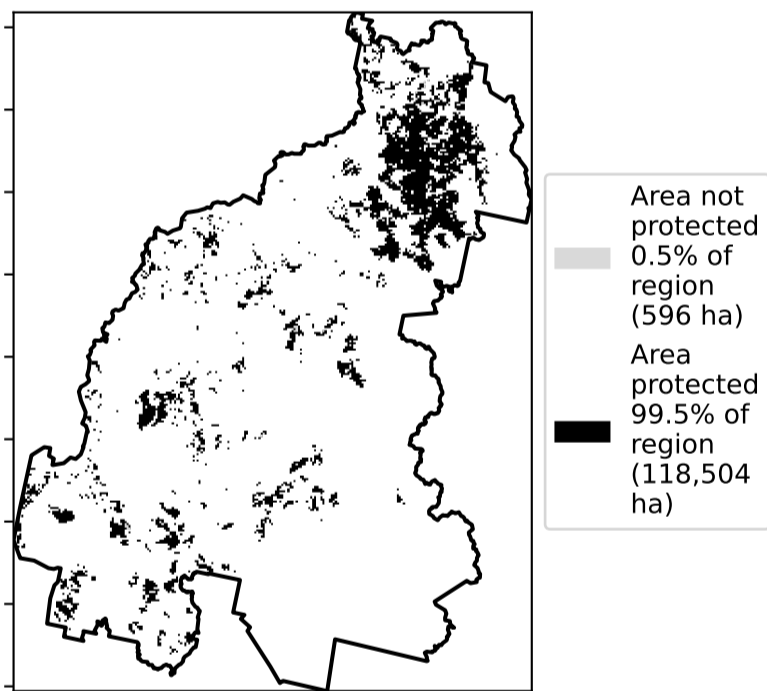 Area not
protected
0.5% of
region
(596 ha)
Area
protected
99.5% of
region
(118,504
ha)